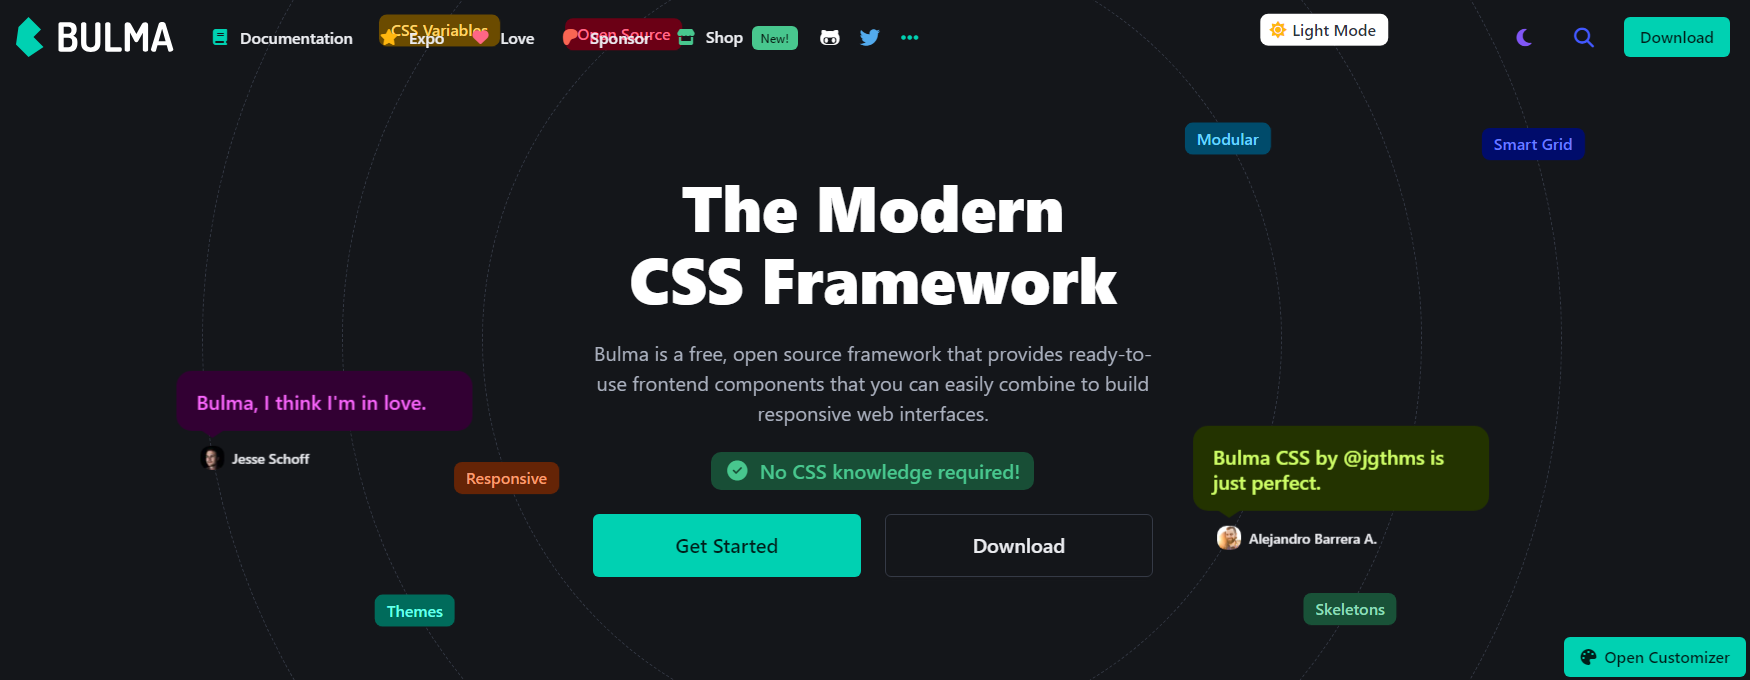 BULMA
Documentation
CSS Variables
Expo
Love
Open Source
Sponsor
Shop
New!
Light Mode
Download
Modular
Smart Grid
The Modern
CSS Framework
Bulma is a free, open source framework that provides ready-to-
use frontend components that you can easily combine to build
responsive web interfaces.
Bulma, I think I'm in love.
Jesse Schoff
Responsive
No CSS knowledge required!
Bulma CSS by @jgthms is
just perfect.
Alejandro Barrera A.
Get Started
Download
Themes
Skeletons
Open Customizer